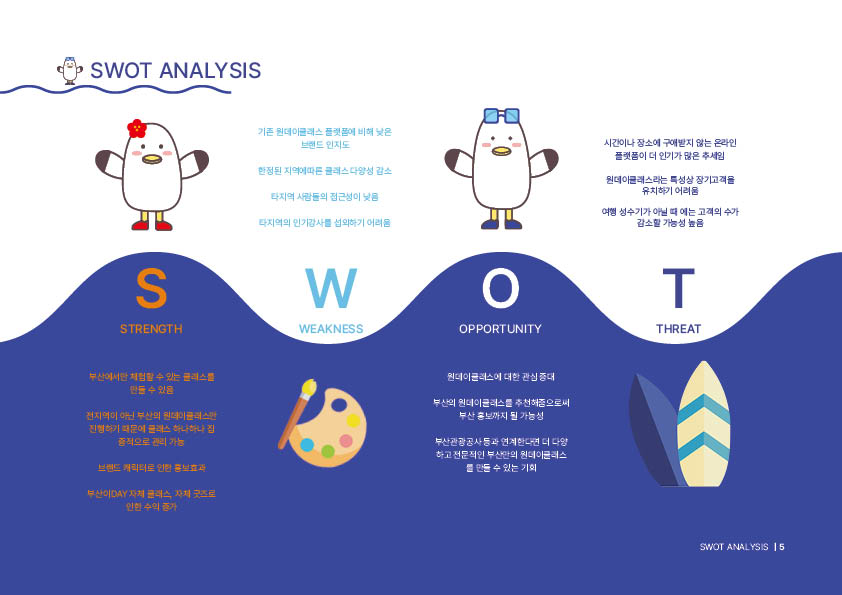 SWOT ANALYSIS
기존 원데이클래스 플랫폼에 비해 낮은
브랜드 인지도
한정된 지역에따른 클래스 다양성 감소
타지역 사람들의 접근성이 낮음
타지역의 인기강사를 섭외하기 어려움
시간이나 장소에 구애받지 않는 온라인
플랫폼이 더 인기가 많은 추세임
원데이클래스라는 특성상 장기고객을
유치하기 어려움
여행 성수기가 아닐 때 에는 고객의 수가
감소할 가능성 높음
S
STRENGTH
W
WEAKNESS
O
OPPORTUNITY
T
THREAT
부산에서만 체험할 수 있는 클래스를
만들 수 있음
전지역이 아닌 부산의 원데이클래스만
진행하기 때문에 클래스 하나하나 집
중적으로 관리 가능
브랜드 캐릭터로 인한 홍보효과
부산이DAY 자체 클래스, 자체 굿즈로
인한 수익 증가
원데이클래스에 대한 관심 증대
부산의 원데이클래스를 추천해줌으로써
부산 홍보까지 될 가능성
부산관광공사 등과 연계한다면 더 다양
하고 전문적인 부산만의 원데이클래스
를 만들 수 있는 기회
SWOT ANALYSIS | 5